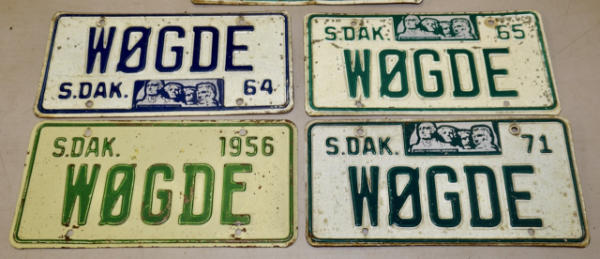 WØGDE
S.DAK. 64
S.DAK. 65
WØGDE
S.DAK. 1956
WØGDE
S.DAK. 71
WØGDE